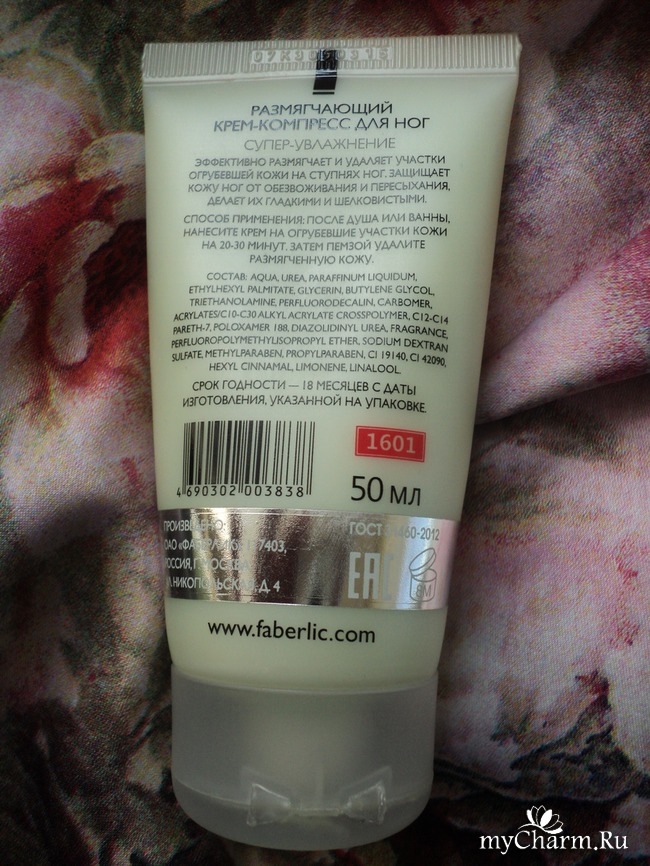 РАЗМЯГЧАЮЩИЙ
КРЕМ-КОМПРЕСС ДЛЯ НОГ
СУПЕР-УВЛАЖНЕНИЕ
ЭФФЕКТИВНО РАЗМЯГЧАЕТ И УДАЛЯЕТ УЧАСТКИ
ОГРУБЕВШЕЙ КОЖИ НА СТУПНЯХ НОГ. ЗАЩИЩАЕТ
КОЖУ НОГ ОТ ОБЕЗВОЖИВАНИЯ И ПЕРЕСЫХАНИЯ,
ДЕЛАЕТ ИХ ГЛАДКИМИ И ШЕЛКОВИСТЫМИ.
СПОСОБ ПРИМЕНЕНИЯ: ПОСЛЕ ДУША ИЛИ ВАННЫ,
НАНЕСИТЕ КРЕМ НА ОГРУБЕВШИЕ УЧАСТКИ КОЖИ
НА 20-30 МИНУТ. ЗАТЕМ ПЕМЗОЙ УДАЛИТЕ
РАЗМЯГЧЕННУЮ КОЖУ.
СОСТАВ: AQUA, UREA, PARAFFINUM LIQUIDUM,
ETHYLHEXYL PALMITATE, GLYCERIN, BUTYLENE GLYCOL,
TRIETHANOLAMINE, PERFLUORODECALIN, CARBOMER,
ACRYLATES/C10-C30 ALKYL ACRYLATE CROSSPOLYMER, C12-C14
PARETH-7, POLOXAMER 188, DIAZOLIDINYL UREA, FRAGRANCE,
PERFLUOROPOLYMETHYLISOPROPYL ETHER, SODIUM DEXTRAN
SULFATE, METHYLPARABEN, PROPYLPARABEN, CI 19140, CI 42090,
HEXYL CINNAMAL, LIMONENE, LINALOOL.
СРОК ГОДНОСТИ — 18 МЕСЯЦЕВ С ДАТЫ
ИЗГОТОВЛЕНИЯ, УКАЗАННОЙ НА УПАКОВКЕ.
1601
4 690302 003838
50 МЛ
ПРОИЗВЕДЕНО:
ГОСТ
-2012
ОАО
7403,
РОССИЯ, Г.
НИКОПОЛЬСКАЯ, Д. 4
EAC
www.faberlic.com
myCharm.Ru